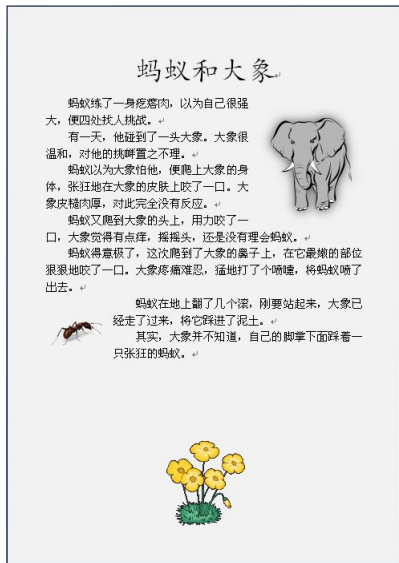 蚂蚁和大象
蚂蚁练了一身疙瘩肉，以为自己很强
大，便四处找人挑战。
有一天，他碰到了一头大象。大象很
温和，对他的挑衅置之不理。
蚂蚁以为大象怕他，便爬上大象的身
体，张狂地在大象的皮肤上咬了一口。大
象皮糙肉厚，对此完全没有反应。
蚂蚁又爬到大象的头上，用力咬了一
口，大象觉得有点痒，摇摇头，还是没有理会蚂蚁。
蚂蚁得意极了，这次爬到了大象的鼻子上，在它最嫩的部位
狠狠地咬了一口。大象疼痛难忍，猛地打了个喷嚏，将蚂蚁喷了
出去。
蚂蚁在地上翻了几个滚，刚要站起来，大象已
经走了过来，将它踩进了泥土。
其实，大象并不知道，自己的脚掌下面踩着一
只张狂的蚂蚁。